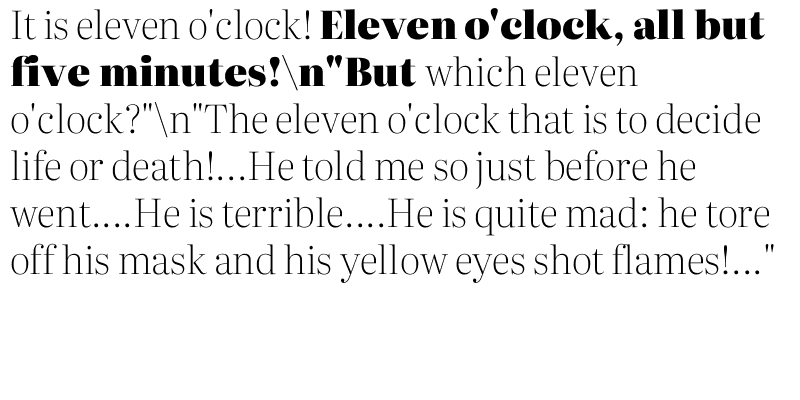 It is eleven o'clock! Eleven o'clock, all but
five minutes!\n"But which eleven
o'clock?"\n"The eleven o'clock that is to decide
life or death!...He told me so just before he
went....He is terrible....He is quite mad: he tore
off his mask and his yellow eyes shot flames!..."